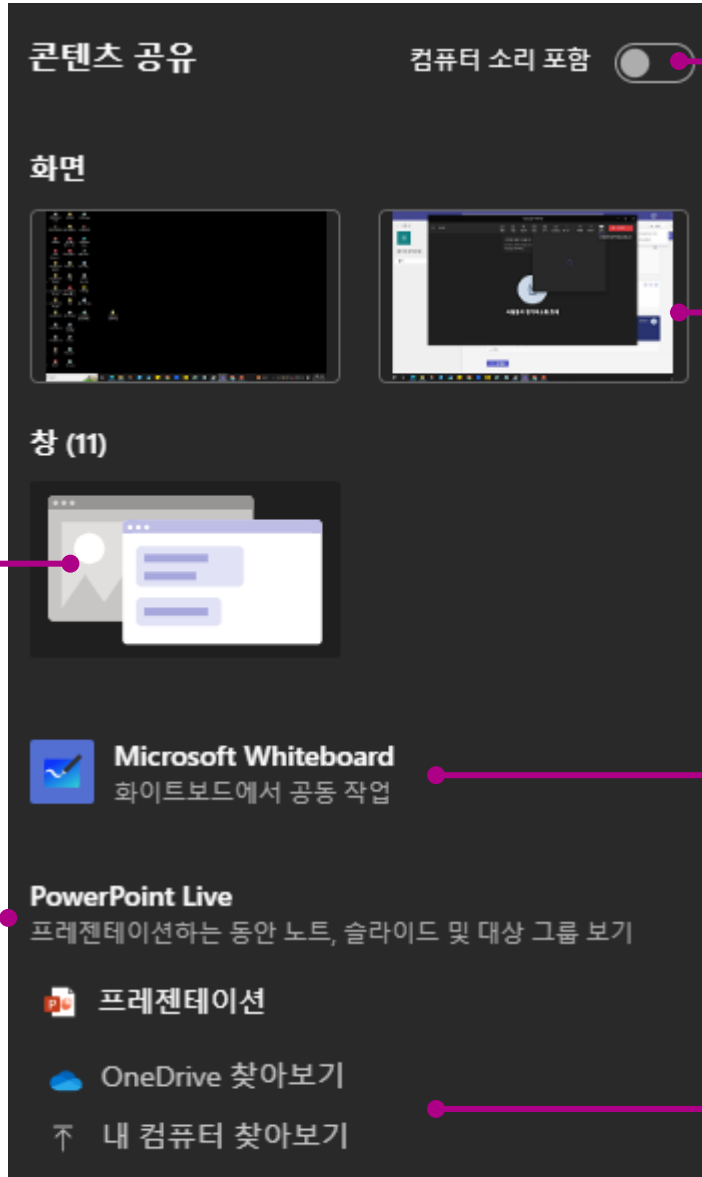 콘텐츠 공유
컴퓨터 소리 포함
화면
창 (11)
Microsoft Whiteboard
화이트보드에서 공동 작업
PowerPoint Live
프레젠테이션하는 동안 노트, 슬라이드 및 대상 그룹 보기
프레젠테이션
OneDrive 찾아보기
내 컴퓨터 찾아보기